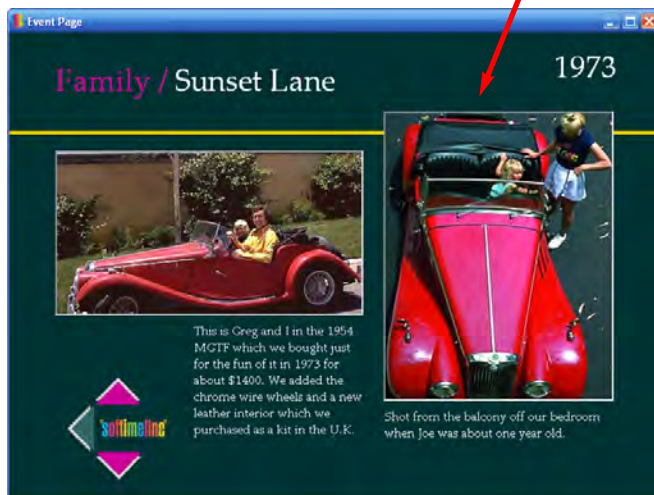 Event Page
Family / Sunset Lane
1973
This is Greg and I in the 1954
MGTF which we bought just
for the fun of it in 1973 for
about $1400. We added the
chrome wire wheels and a new
leather interior which we
purchased as a kit in the U.K.
Shot from the balcony off our bedroom
when Joe was about one year old.
"softimeline"